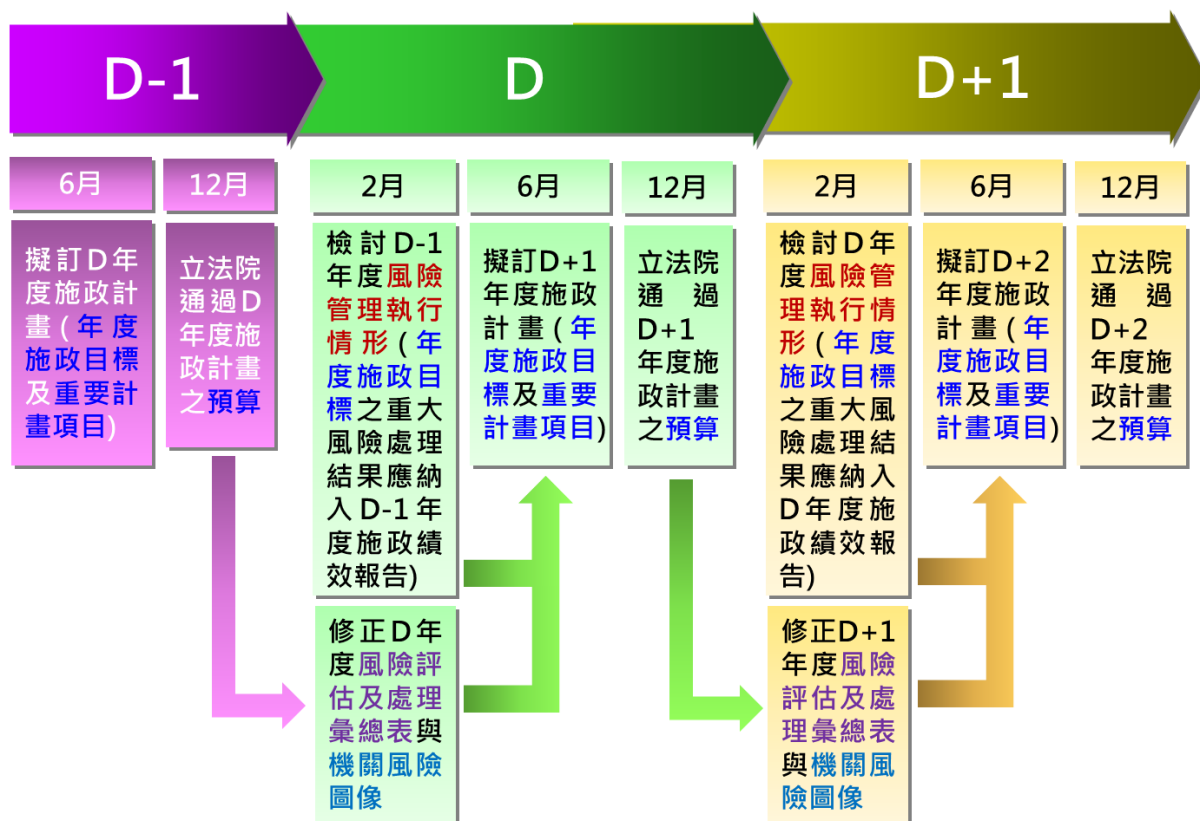 D-1
D
D+1
6月
12月
2月
6月
12月
2月
6月
12月
擬訂D年
度施政計
畫(年度
施政目標
及重要計
畫項目)
立法院
通過D
年度施
政計畫
之預算
檢討D-1
年度風險
管理執行
情形(年
度施政目
標之重大
風險處理
結果應納
入D-1年
度施政績
效報告)
修正D年
度風險評
估及處理
彙總表與
機關風險
圖像
擬訂D+1
年度施政
計畫(年
度施政目
標及重要
計畫項目)
立法院
通過
D+1
年度施
政計畫
之預算
檢討D年
度風險管
理執行情
形(年度
施政目標
之重大風
險處理結
果應納入
D年度施
政績效報
告)
修正D+1
年度風險
評估及處
理彙總表
與機關風
險圖像
擬訂D+2
年度施政
計畫(年
度施政目
標及重要
計畫項目)
立法院
通過
D+2
年度施
政計畫
之預算